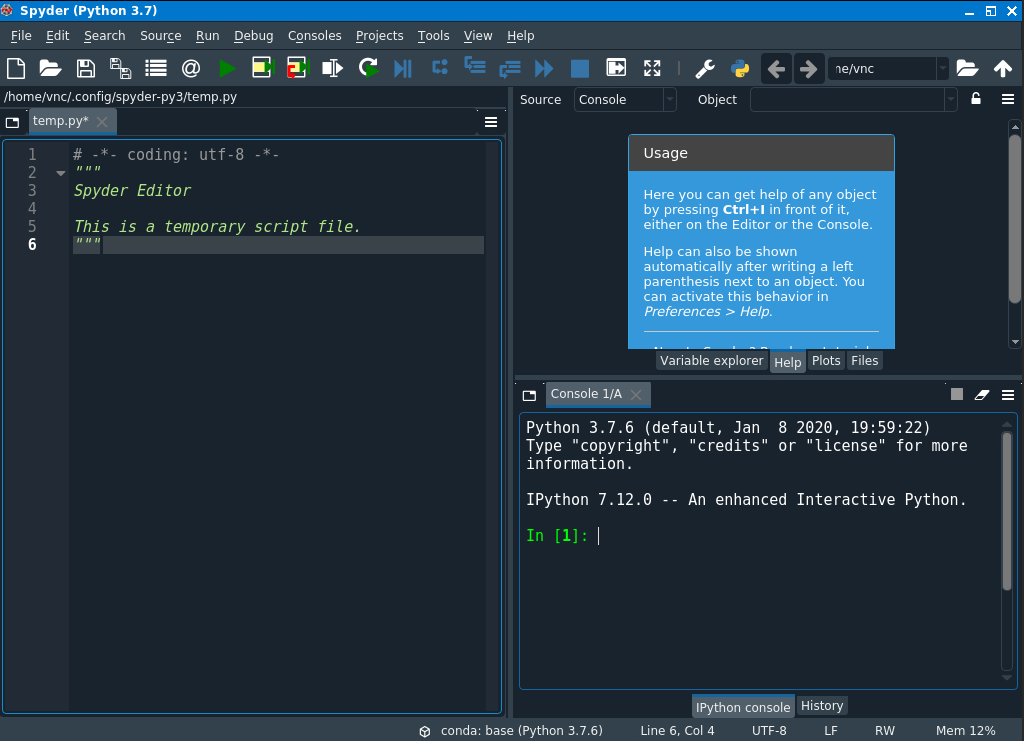 Spyder (Python 3.7)
File Edit Search Source Run Debug Consoles Projects Tools View Help
ne/vnc
/home/vnc/.config/spyder-py3/temp.py
temp.py*
1 # -*- coding: utf-8 -*-
2 """
3 Spyder Editor
4
5 This is a temporary script file.
6 """
Source Console Object
Usage
Here you can get help of any object
by pressing Ctrl+I in front of it,
either on the Editor or the Console.
Help can also be shown
automatically after writing a left
parenthesis next to an object. You
can activate this behavior in
Preferences > Help.
Variable explorer Help Plots Files
Console 1/A
Python 3.7.6 (default, Jan  8 2020, 19:59:22)
Type "copyright", "credits" or "license" for more
information.
IPython 7.12.0 -- An enhanced Interactive Python.
In [1]:
IPython console History
conda: base (Python 3.7.6) Line 6, Col 4 UTF-8 LF RW Mem 12%